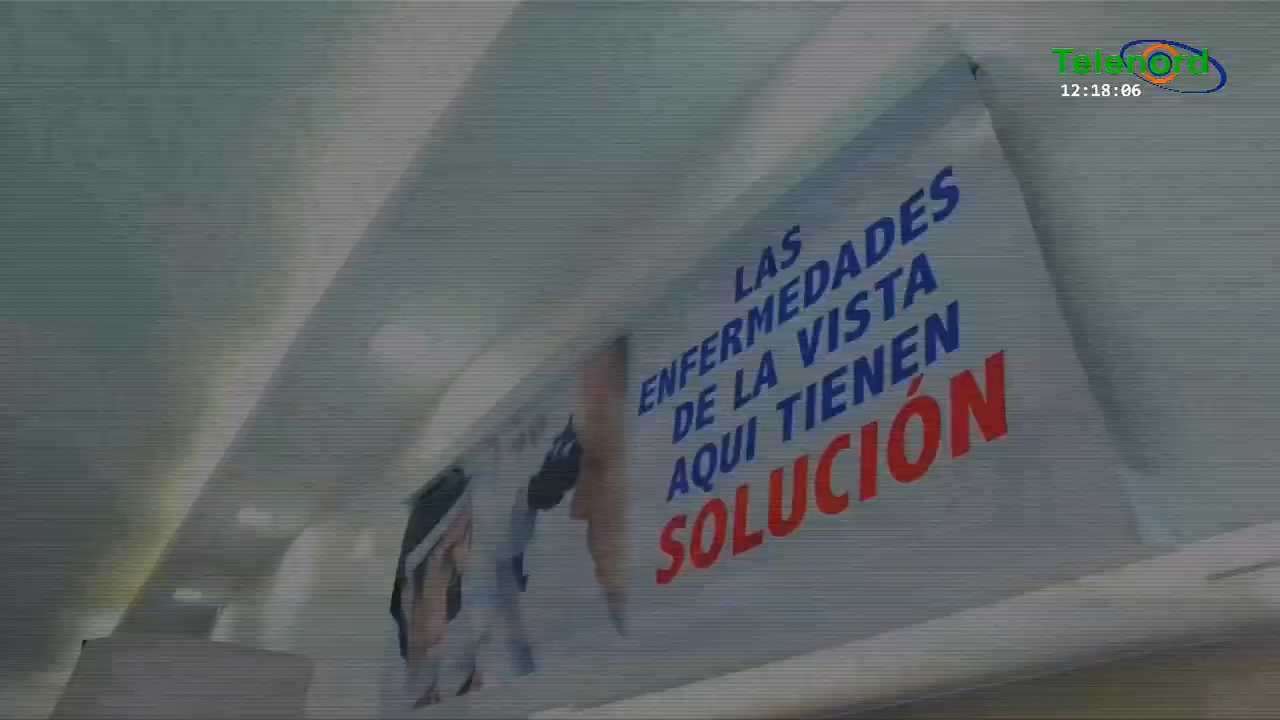 Telenord
12:18:06
LAS
ENFERMEDADES
DE LA VISTA
AQUI TIENEN
SOLUCIÓN